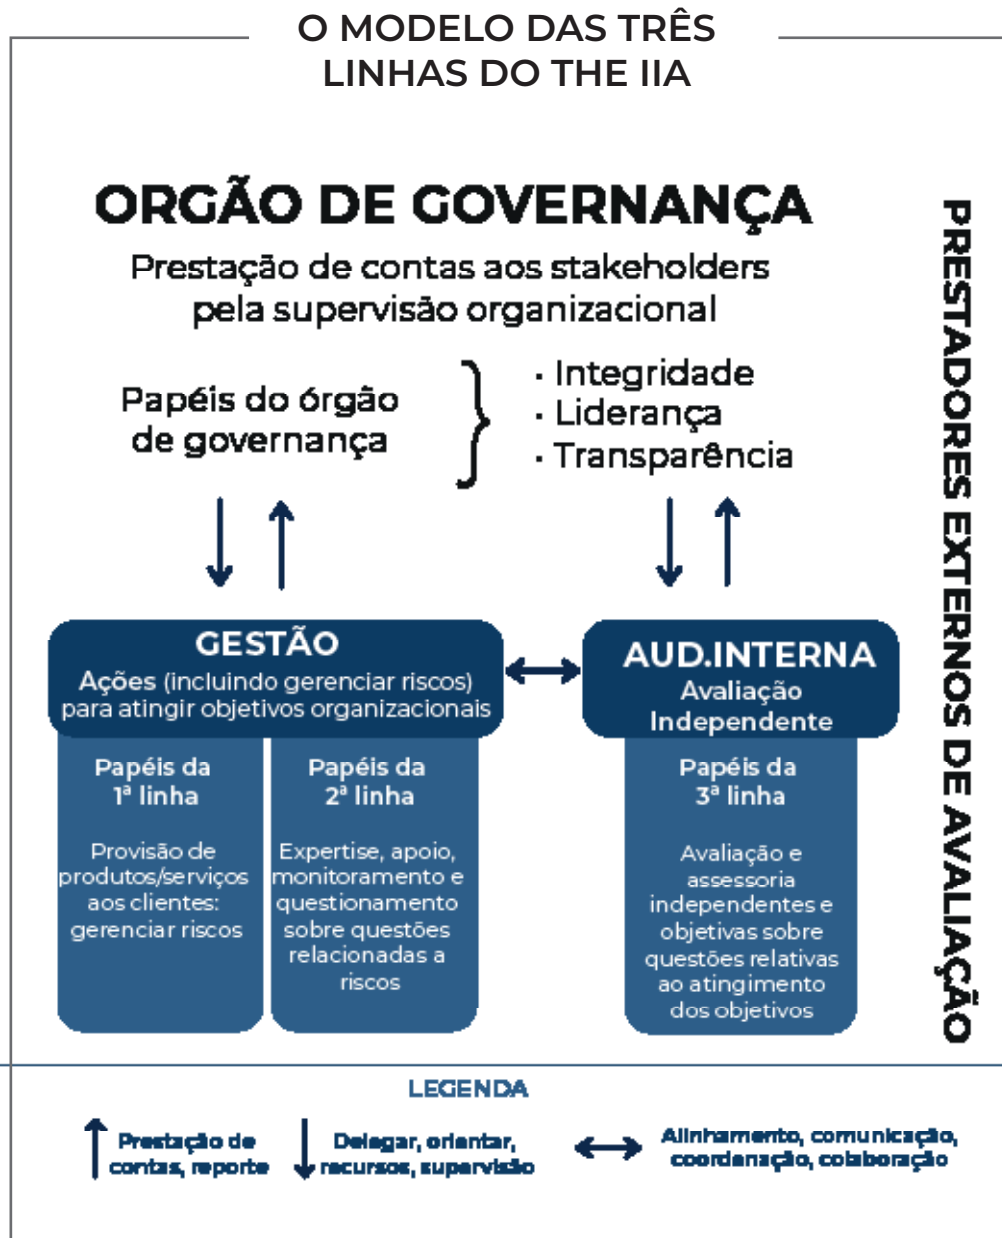 O MODELO DAS TRÊS
LINHAS DO THE IIA
ORGÃO DE GOVERNANÇA
Prestação de contas aos stakeholders
pela supervisão organizacional
Papéis do órgão
de governança
· Integridade
· Liderança
· Transparência
GESTÃO
Ações (incluindo gerenciar riscos)
para atingir objetivos organizacionais
Papéis da
1ª linha
Provisão de
produtos/serviços
aos clientes:
gerenciar riscos
Papéis da
2ª linha
Expertise, apoio,
monitoramento e
questionamento
sobre questões
relacionadas a
riscos
AUD.INTERNA
Avaliação
Independente
Papéis da
3ª linha
Avaliação e
assessoria
independentes e
objetivas sobre
questões relativas
ao atingimento
dos objetivos
PRESTADORES EXTERNOS DE AVALIAÇÃO
LEGENDA
Prestação de
contas, reporte
Delegar, orientar,
recursos, supervisão
Alinhamento, comunicação,
coordenação, colaboração